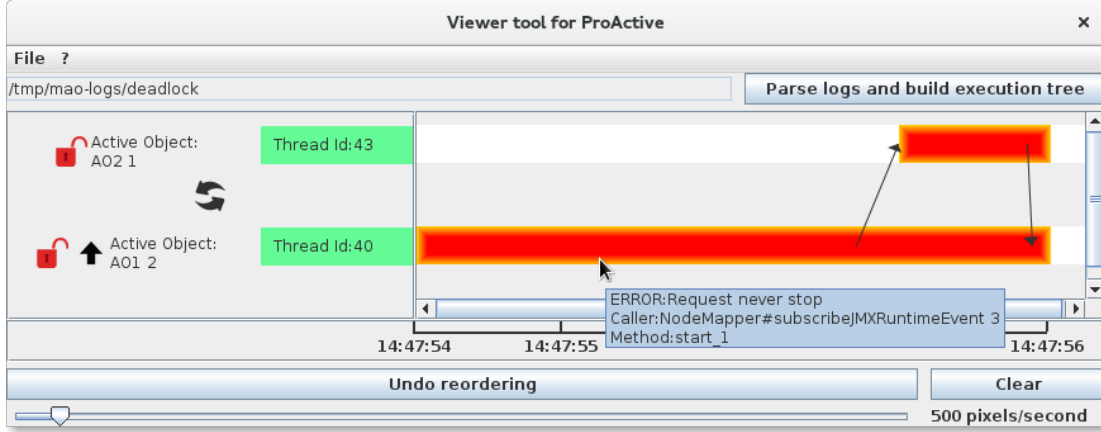 Viewer tool for ProActive
×
File ?
/tmp/mao-logs/deadlock
Parse logs and build execution tree
Active Object:
AO2 1
Thread Id:43
Active Object:
AO1 2
Thread Id:40
ERROR:Request never stop
Caller:NodeMapper#subscribeJMXRuntimeEvent 3
Method:start_1
14:47:54 14:47:55 14:47:56
Undo reordering
Clear
500 pixels/second